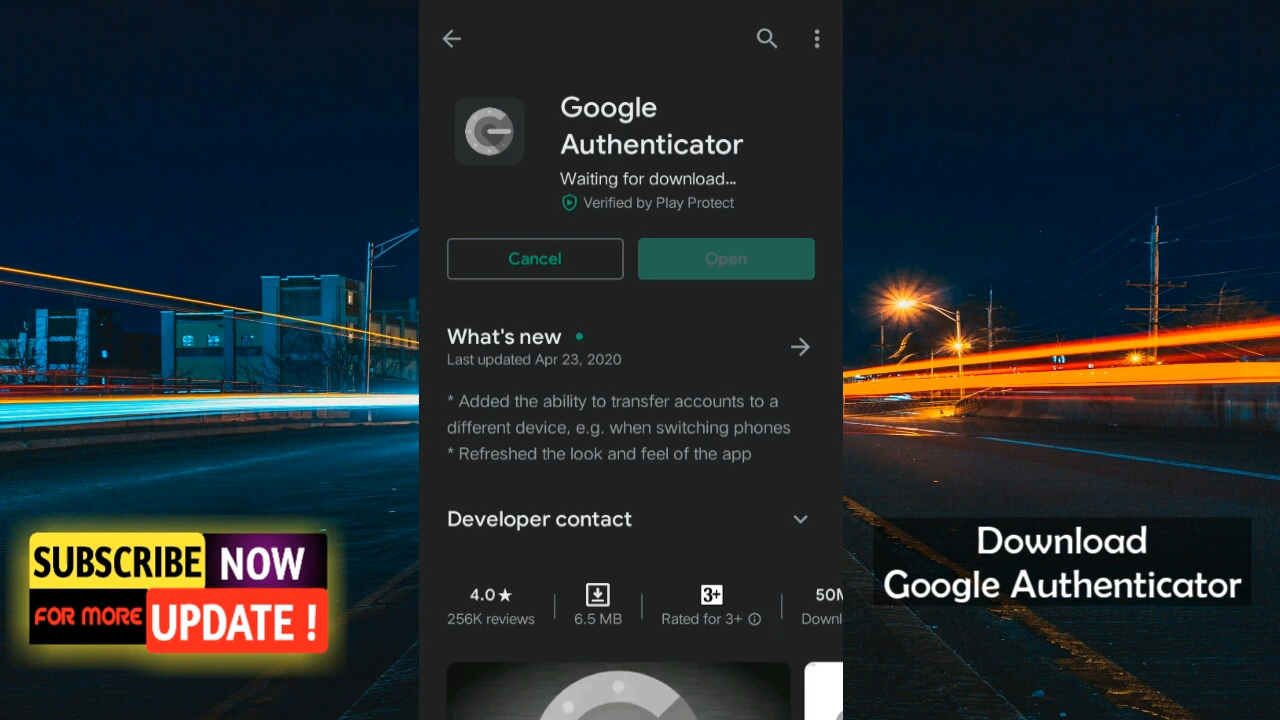 Google
Authenticator
Waiting for download...
Verified by Play Protect
Cancel
Open
What's new
Last updated Apr 23, 2020
* Added the ability to transfer accounts to a
different device, e.g. when switching phones
* Refreshed the look and feel of the app
Developer contact
4.0★
256K reviews
6.5 MB
3+
Rated for 3+
SUBSCRIBE NOW
FOR MORE UPDATE !
Download
Google Authenticator